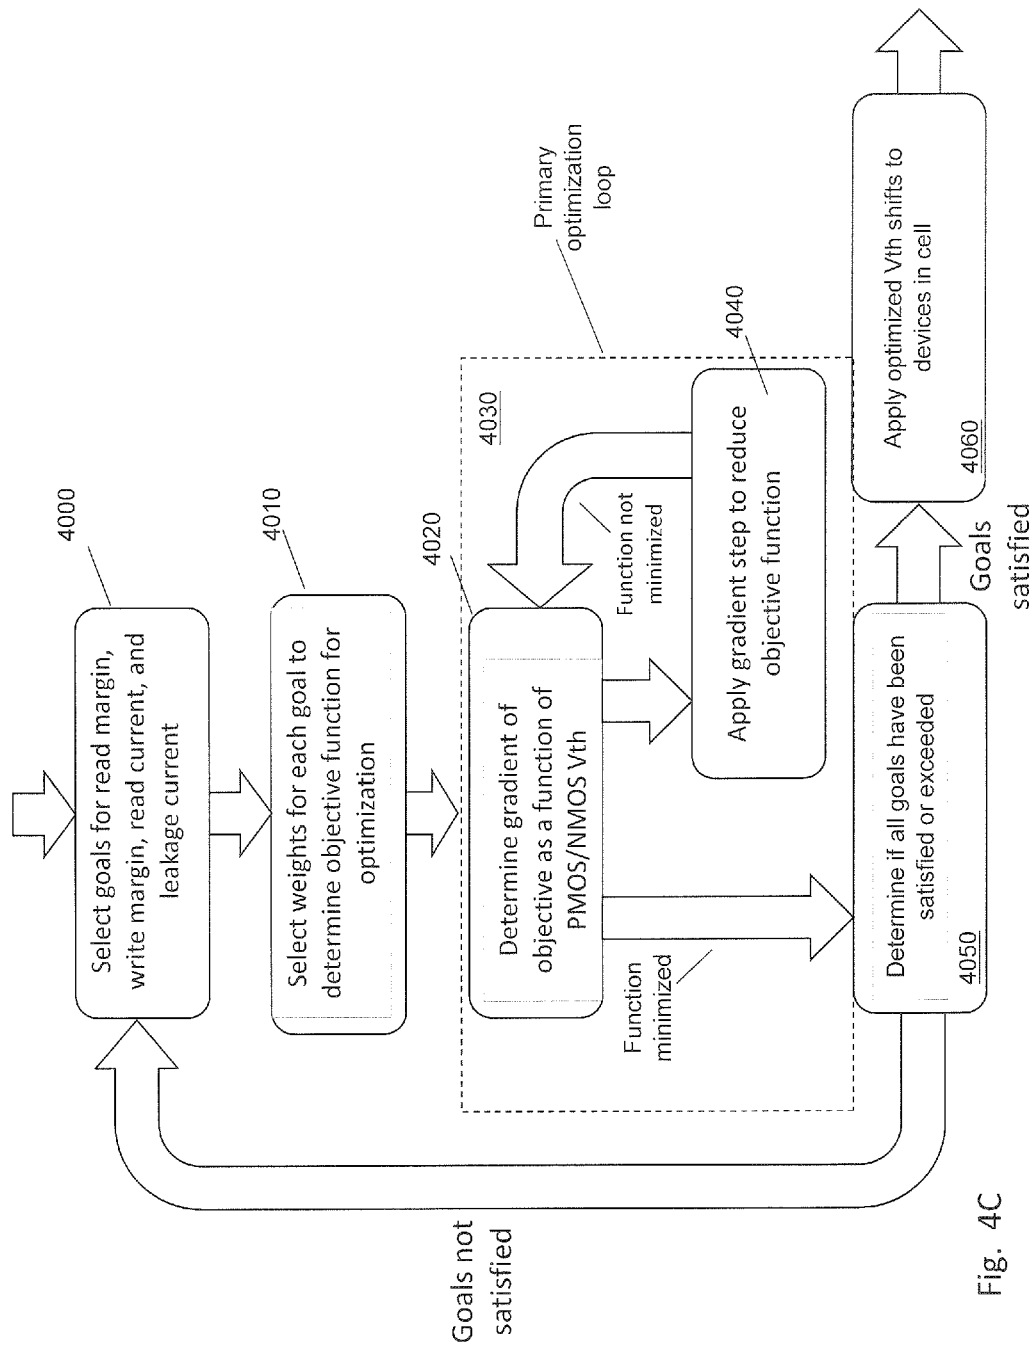 4000
Select goals for read margin,
write margin, read current, and
leakage current
4010
Select weights for each goal to
determine objective function for
optimization
4020
Determine gradient of
objective as a function of
PMOS/NMOS Vth
4030
Primary
optimization
loop
Function not
minimized
4040
Apply gradient step to reduce
objective function
Function
minimized
Determine if all goals have been
satisfied or exceeded
4050
Goals not
satisfied
Goals
satisfied
Apply optimized Vth shifts to
devices in cell
4060
Fig. 4C